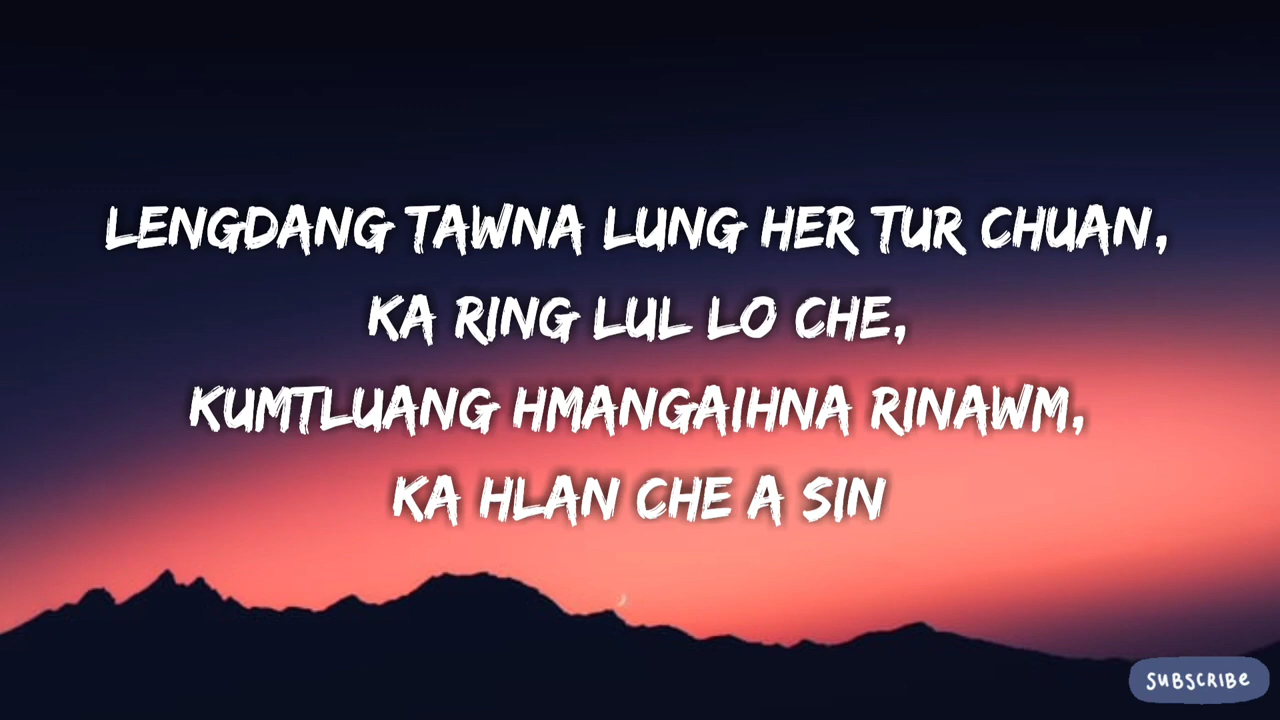 LENGDANG TAWNA LUNG HER TUR CHUAN,
KA RING LUL LO CHE,
KUMTLUANG HMANGAIHNA RINAWM,
KA HLAN CHE A SIN
SUBSCRIBE